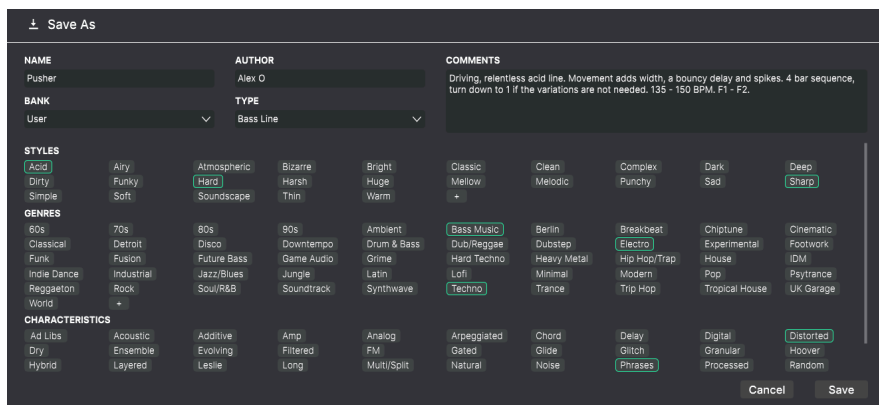 Save As
NAME
AUTHOR
COMMENTS
Pusher
Alex O
Driving, relentless acid line. Movement adds width, a bouncy delay and spikes. 4 bar sequence,
turn down to 1 if the variations are not needed. 135 - 150 BPM. F1 - F2.
BANK
TYPE
User
Bass Line
STYLES
Acid Airy Atmospheric Bizarre Bright Classic Clean Complex Dark Deep
Dirty Funky Hard Harsh Huge Mellow Melodic Punchy Sad Sharp
Simple Soft Soundscape Thin Warm +
GENRES
60s 70s 80s 90s Ambient Bass Music Berlin Breakbeat Chiptune Cinematic
Classical Detroit Disco Downtempo Drum & Bass Dub/Reggae Dubstep Electro Experimental Footwork
Funk Fusion Future Bass Game Audio Grime Hard Techno Heavy Metal Hip Hop/Trap House IDM
Indie Dance Industrial Jazz/Blues Jungle Latin Lofi Minimal Modern Pop Psytrance
Reggaeton Rock Soul/R&B Soundtrack Synthwave Techno Trance Trip Hop Tropical House UK Garage
World +
CHARACTERISTICS
Ad Libs Acoustic Additive Amp Analog Arpeggiated Chord Delay Digital Distorted
Dry Ensemble Evolving Filtered FM Gated Glide Glitch Granular Hoover
Hybrid Layered Leslie Long Multi/Split Natural Noise Phrases Processed Random
Cancel Save